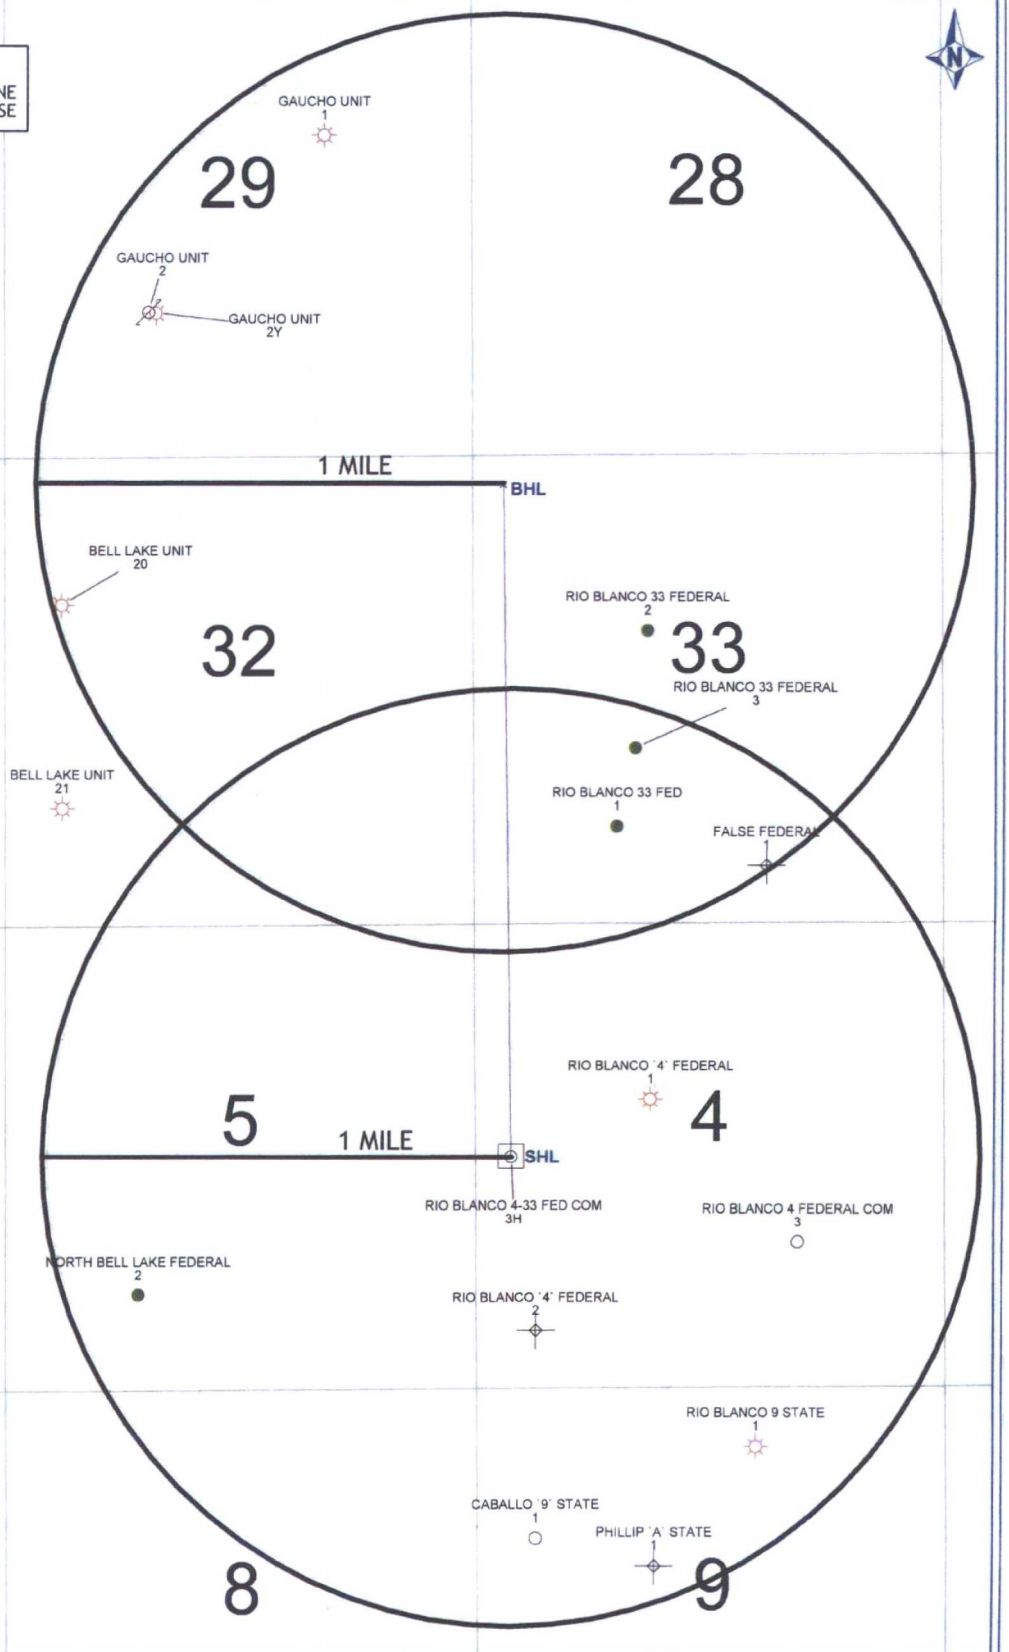 NE
SE
N
GAUCHO UNIT
1
29
28
GAUCHO UNIT
2
GAUCHO UNIT
2Y
1 MILE
BHL
BELL LAKE UNIT
20
RIO BLANCO 33 FEDERAL
2
32
33
RIO BLANCO 33 FEDERAL
3
BELL LAKE UNIT
21
RIO BLANCO 33 FED
1
FALSE FEDERAL
1
RIO BLANCO '4' FEDERAL
1
5
4
1 MILE
SHL
RIO BLANCO 4-33 FED COM
3H
RIO BLANCO 4 FEDERAL COM
3
NORTH BELL LAKE FEDERAL
2
RIO BLANCO '4' FEDERAL
2
RIO BLANCO 9 STATE
1
CABALLO '9' STATE
1
PHILLIP 'A' STATE
1
8
9